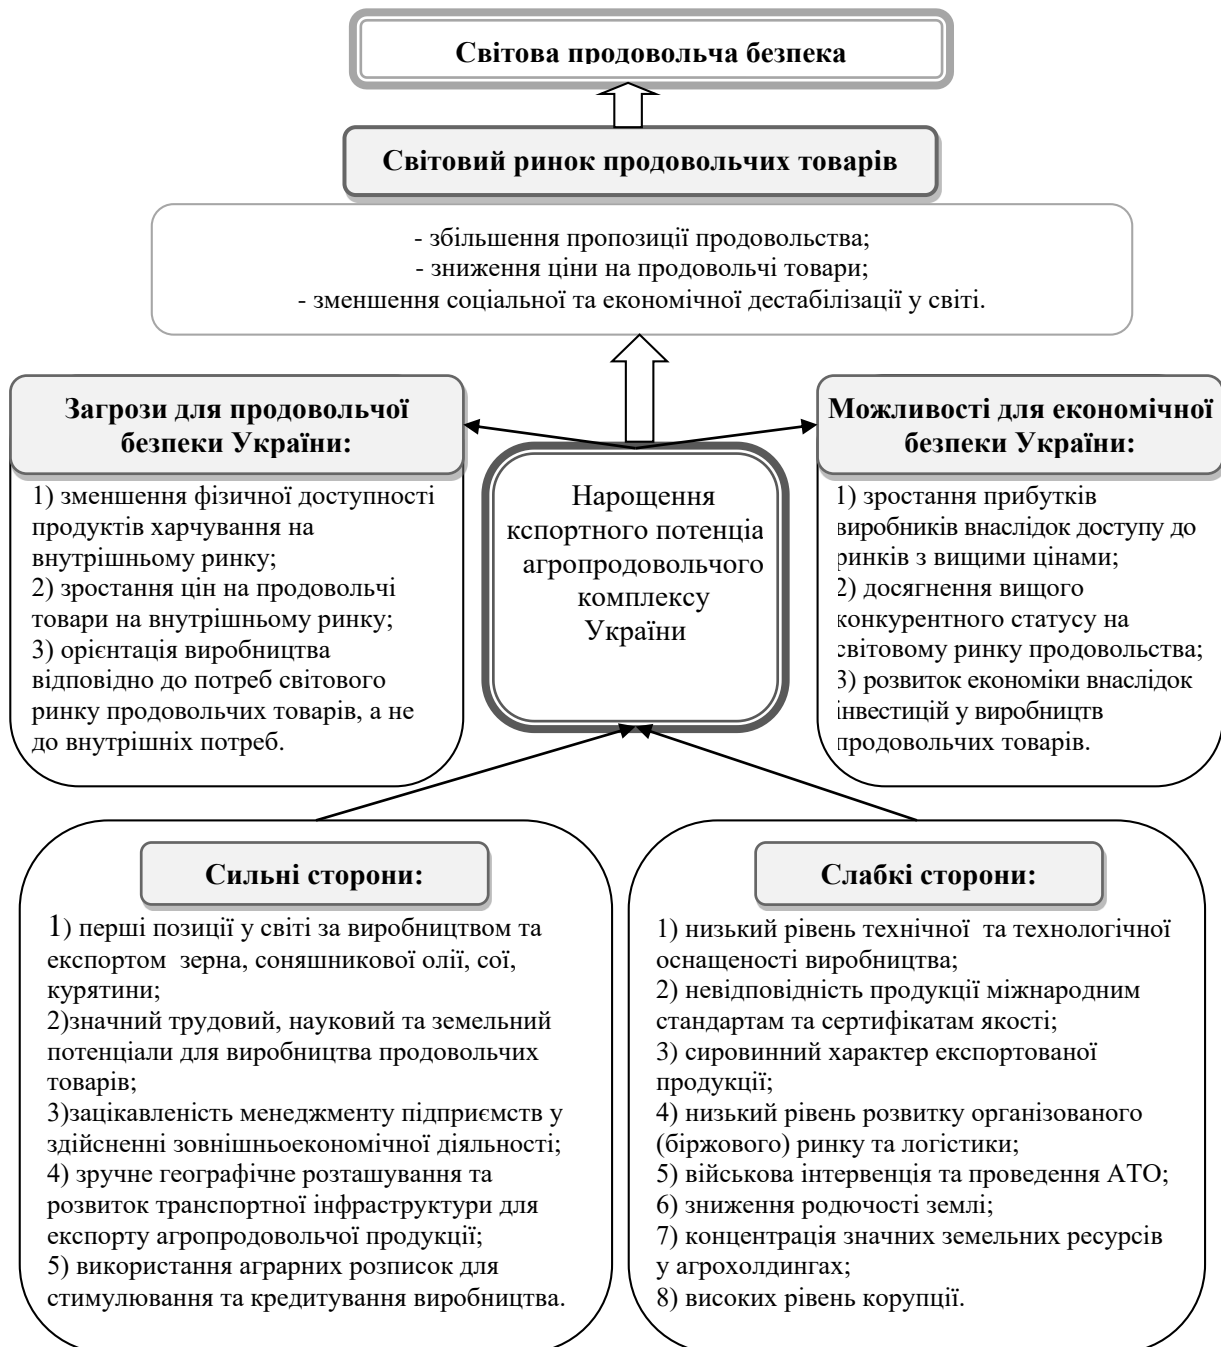 Світова продовольча безпека
Світовий ринок продовольчих товарів
- збільшення пропозиції продовольства;
- зниження ціни на продовольчі товари;
- зменшення соціальної та економічної дестабілізації у світі.
Загрози для продовольчої
безпеки України:
1) зменшення фізичної доступності
продуктів харчування на
внутрішньому ринку;
2) зростання цін на продовольчі
товари на внутрішньому ринку;
3) орієнтація виробництва
відповідно до потреб світового
ринку продовольчих товарів, а не
до внутрішніх потреб.
Нарощення
кспортного потенціа
агропродовольчого
комплексу
України
Можливості для економічної
безпеки України:
1) зростання прибутків
виробників внаслідок доступу до
ринків з вищими цінами;
2) досягнення вищого
конкурентного статусу на
світовому ринку продовольства;
3) розвиток економіки внаслідок
інвестицій у виробництв
продовольчих товарів.
Сильні сторони:
1) перші позиції у світі за виробництвом та
експортом зерна, соняшникової олії, сої,
курятини;
2)значний трудовий, науковий та земельний
потенціали для виробництва продовольчих
товарів;
3)зацікавленість менеджменту підприємств у
здійсненні зовнішньоекономічної діяльності;
4) зручне географічне розташування та
розвиток транспортної інфраструктури для
експорту агропродовольчої продукції;
5) використання аграрних розписок для
стимулювання та кредитування виробництва.
Слабкі сторони:
1) низький рівень технічної та технологічної
оснащеності виробництва;
2) невідповідність продукції міжнародним
стандартам та сертифікатам якості;
3) сировинний характер експортованої
продукції;
4) низький рівень розвитку організованого
(біржового) ринку та логістики;
5) військова інтервенція та проведення АТО;
6) зниження родючості землі;
7) концентрація значних земельних ресурсів
у агрохолдингах;
8) високих рівень корупції.